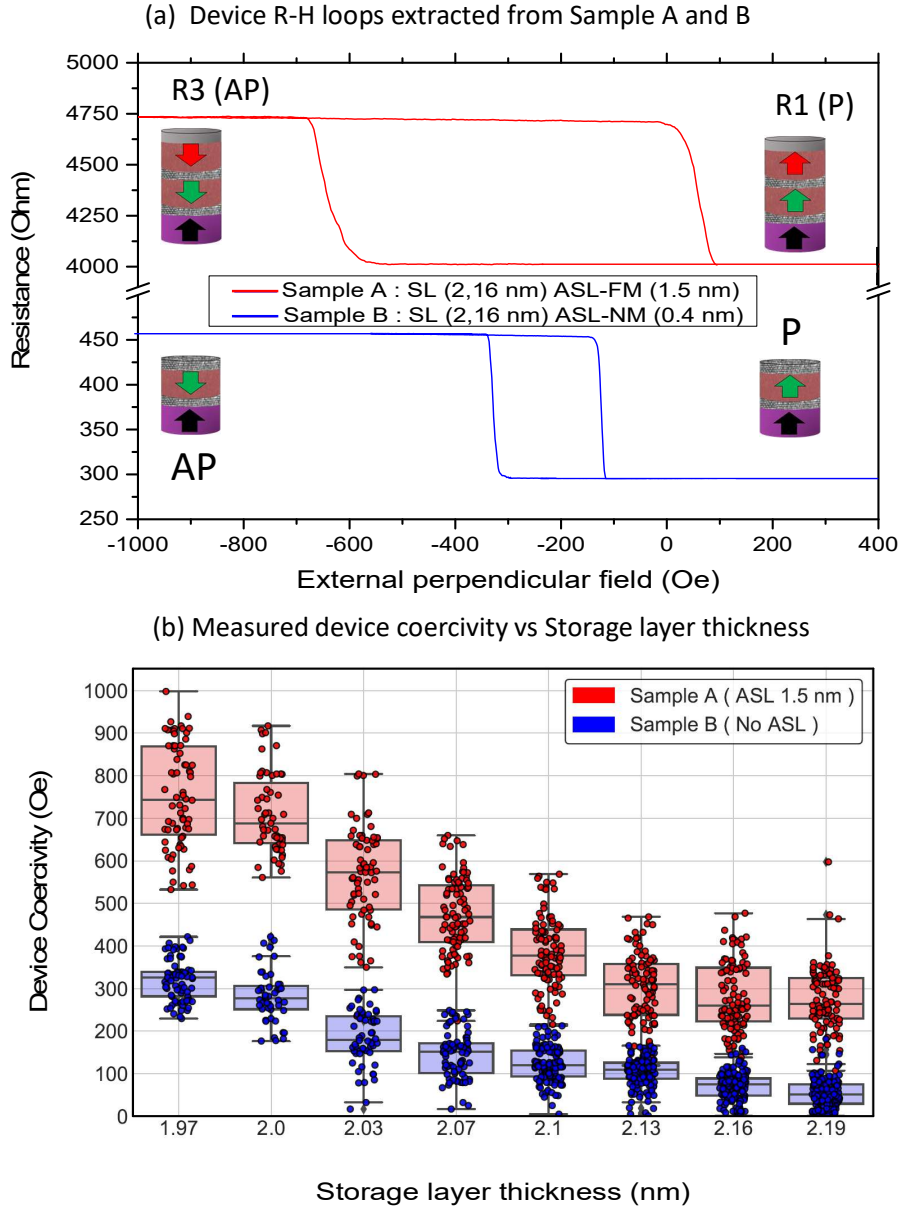 (a) Device R-H loops extracted from Sample A and B
Resistance (Ohm)
5000
4750
4500
4250
4000
450
400
350
300
250
R3 (AP)
R1 (P)
Sample A : SL (2,16 nm) ASL-FM (1.5 nm)
Sample B : SL (2,16 nm) ASL-NM (0.4 nm)
P
AP
-1000 -800 -600 -400 -200 0 200 400
External perpendicular field (Oe)
(b) Measured device coercivity vs Storage layer thickness
Device Coercivity (Oe)
1000
900
800
700
600
500
400
300
200
100
0
Sample A ( ASL 1.5 nm )
Sample B ( No ASL )
1.97 2.0 2.03 2.07 2.1 2.13 2.16 2.19
Storage layer thickness (nm)